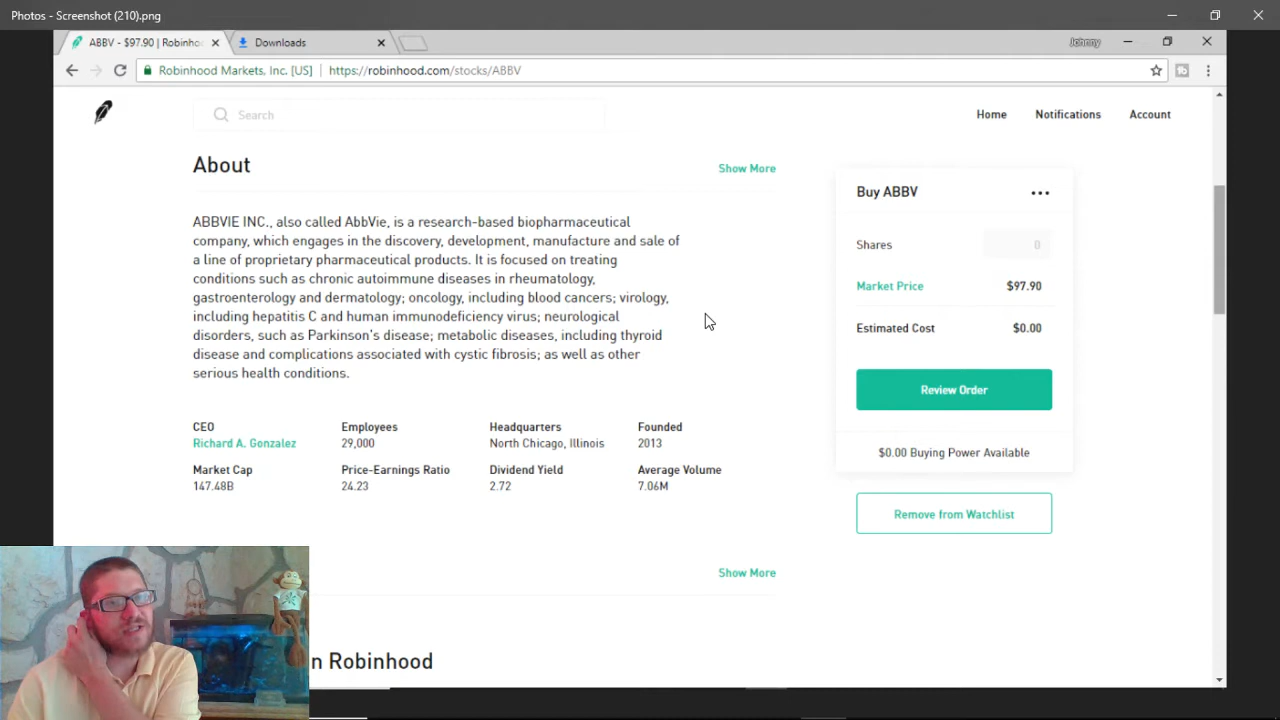 Photos - Screenshot (210).png
ABBV - $97.90 | Robinho
Downloads
Johnny
Robinhood Markets, Inc. [US]
https://robinhood.com/stocks/ABBV
Search
Home
Notifications
Account
About
Show More
ABBVIE INC., also called AbbVie, is a research-based biopharmaceutical
company, which engages in the discovery, development, manufacture and sale of
a line of proprietary pharmaceutical products. It is focused on treating
conditions such as chronic autoimmune diseases in rheumatology,
gastroenterology and dermatology; oncology, including blood cancers; virology,
including hepatitis C and human immunodeficiency virus; neurological
disorders, such as Parkinson's disease; metabolic diseases, including thyroid
disease and complications associated with cystic fibrosis; as well as other
serious health conditions.
CEO
Richard A. Gonzalez
Employees
29,000
Headquarters
North Chicago, Illinois
Founded
2013
Market Cap
147.48B
Price-Earnings Ratio
24.23
Dividend Yield
2.72
Average Volume
7.06M
Show More
n Robinhood
Buy ABBV
Shares
0
Market Price
$97.90
Estimated Cost
$0.00
Review Order
$0.00 Buying Power Available
Remove from Watchlist